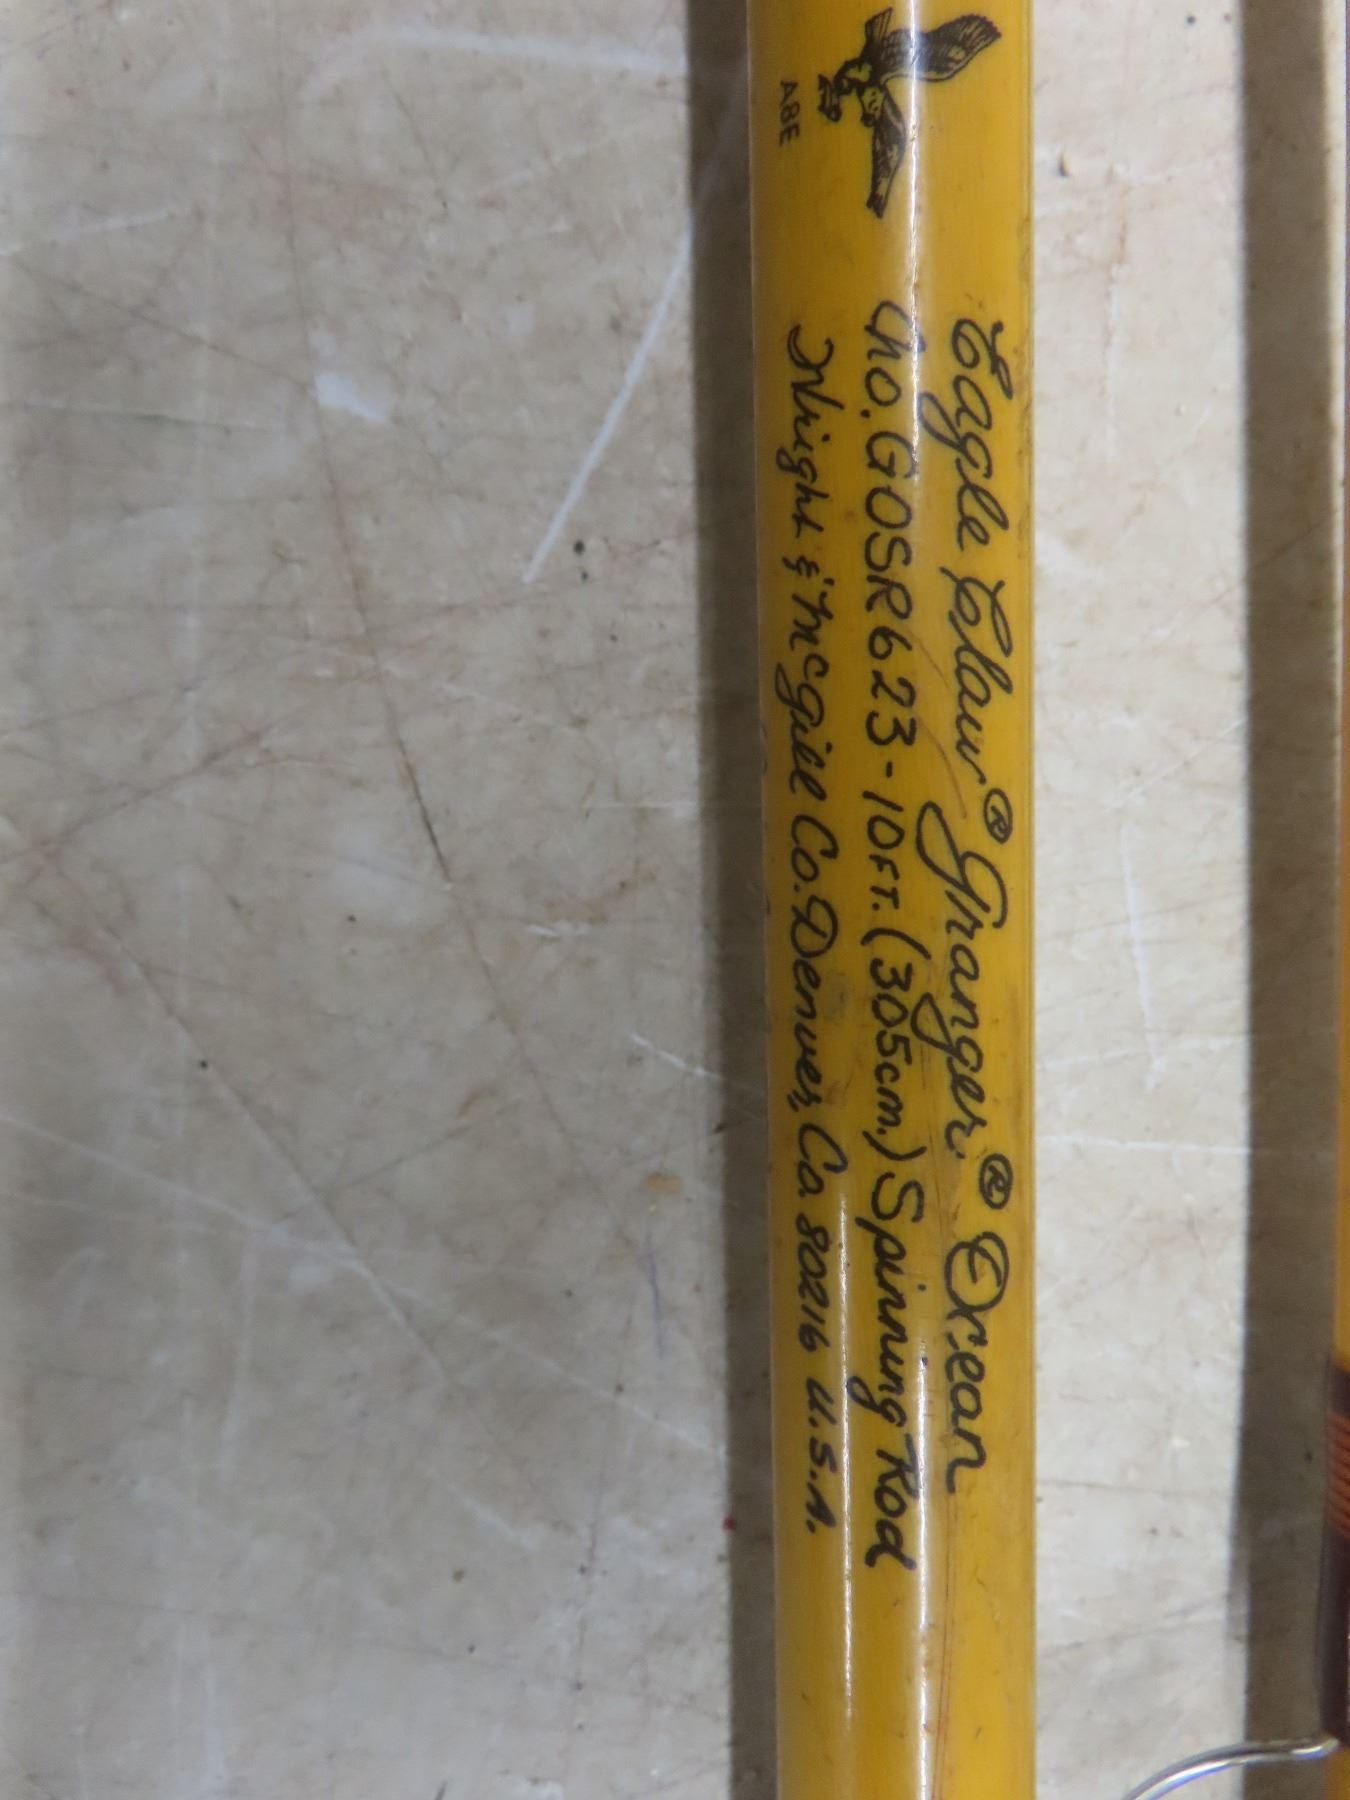 ABE
Eagle Claw® Granger® Ocean
No. GOSR623-10FT. (305cm.) Spinning Rod
Wright & McGill Co. Denver, Co. 80216 U.S.A.